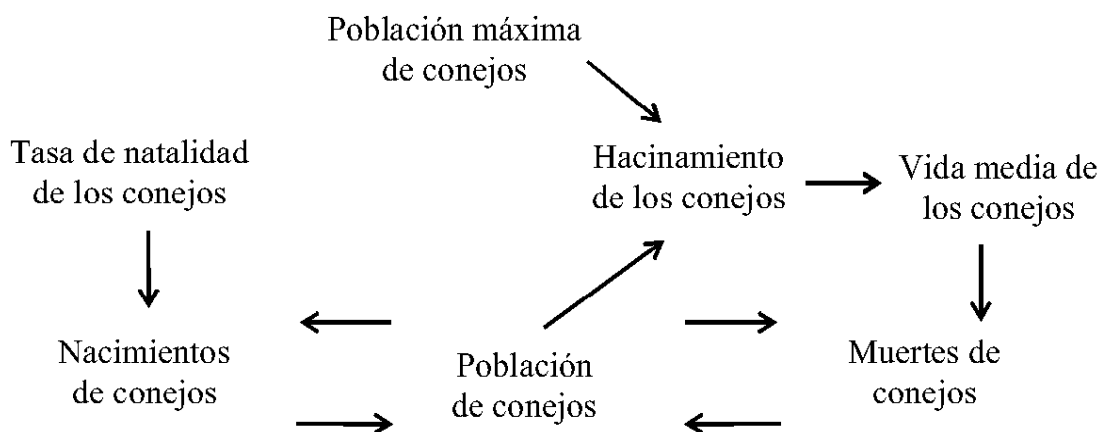 Población máxima
de conejos
Tasa de natalidad
de los conejos
Hacinamiento
de los conejos
Vida media de
los conejos
Nacimientos
de conejos
Población
de conejos
Muertes de
conejos